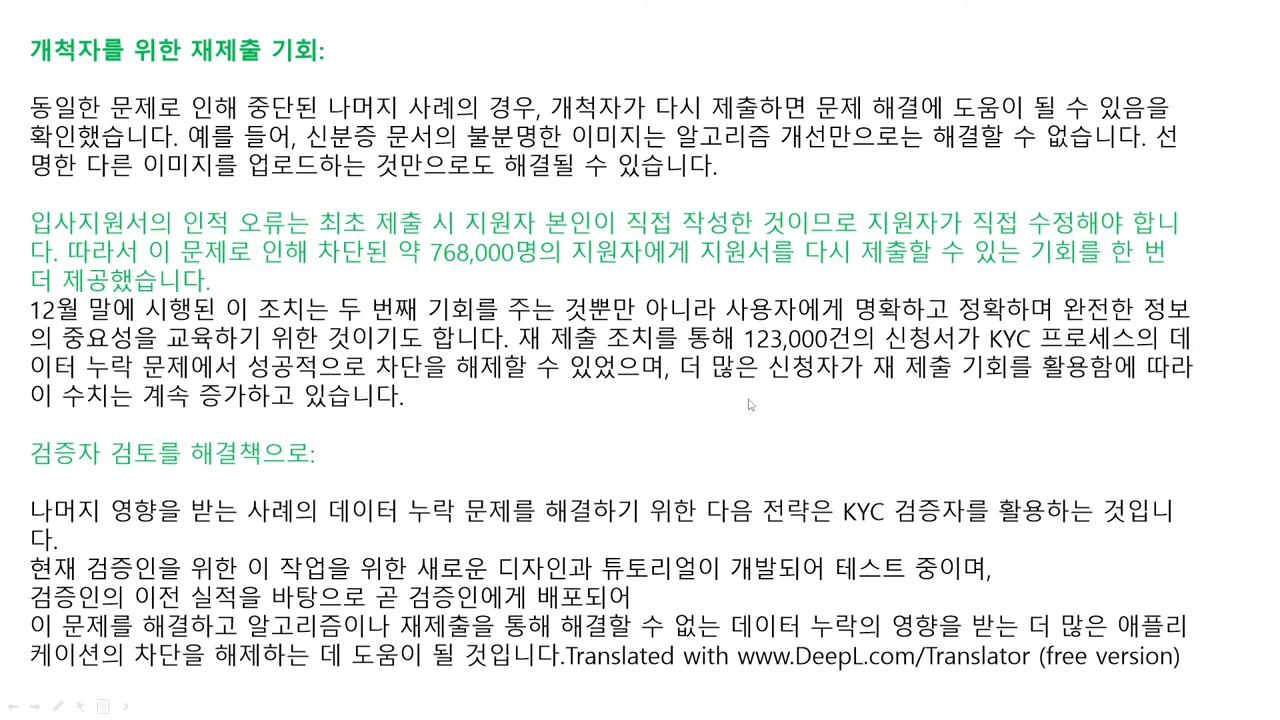 개척자를 위한 재제출 기회:
동일한 문제로 인해 중단된 나머지 사례의 경우, 개척자가 다시 제출하면 문제 해결에 도움이 될 수 있음을
확인했습니다. 예를 들어, 신분증 문서의 불분명한 이미지는 알고리즘 개선만으로는 해결할 수 없습니다. 선
명한 다른 이미지를 업로드하는 것만으로도 해결될 수 있습니다.
입사지원서의 인적 오류는 최초 제출 시 지원자 본인이 직접 작성한 것이므로 지원자가 직접 수정해야 합니
다. 따라서 이 문제로 인해 차단된 약 768,000명의 지원자에게 지원서를 다시 제출할 수 있는 기회를 한 번
더 제공했습니다.
12월 말에 시행된 이 조치는 두 번째 기회를 주는 것뿐만 아니라 사용자에게 명확하고 정확하며 완전한 정보
의 중요성을 교육하기 위한 것이기도 합니다. 재 제출 조치를 통해 123,000건의 신청서가 KYC 프로세스의 데
이터 누락 문제에서 성공적으로 차단을 해제할 수 있었으며, 더 많은 신청자가 재 제출 기회를 활용함에 따라
이 수치는 계속 증가하고 있습니다.
검증자 검토를 해결책으로:
나머지 영향을 받는 사례의 데이터 누락 문제를 해결하기 위한 다음 전략은 KYC 검증자를 활용하는 것입니
다.
현재 검증인을 위한 이 작업을 위한 새로운 디자인과 튜토리얼이 개발되어 테스트 중이며,
검증인의 이전 실적을 바탕으로 곧 검증인에게 배포되어
이 문제를 해결하고 알고리즘이나 재제출을 통해 해결할 수 없는 데이터 누락의 영향을 받는 더 많은 애플리
케이션의 차단을 해제하는 데 도움이 될 것입니다.Translated with www.DeepL.com/Translator (free version)